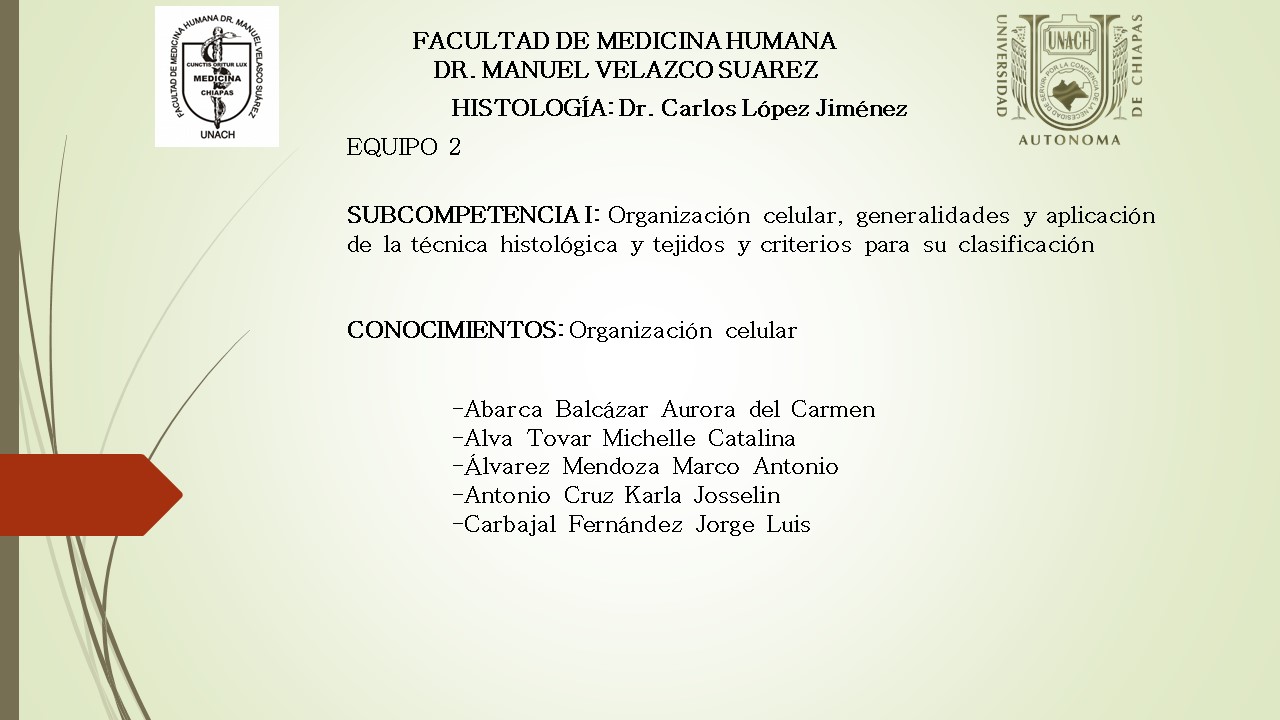 FACULTAD DE MEDICINA HUMANA DR. MANUEL VELASCO SUAREZ
CUNCTIS ORITUR LUX
MEDICINA
CHIAPAS
UNACH
FACULTAD DE MEDICINA HUMANA
DR. MANUEL VELAZCO SUAREZ
HISTOLOGÍA: Dr. Carlos López Jiménez
UNIVERSIDAD
UNACH
POR LA CONCIENCIA DE LA NECESIDAD DE SERVIR
DE CHIAPAS
AUTONOMA
EQUIPO 2
SUBCOMPETENCIA I: Organización celular, generalidades y aplicación
de la técnica histológica y tejidos y criterios para su clasificación
CONOCIMIENTOS: Organización celular
-Abarca Balcázar Aurora del Carmen
-Alva Tovar Michelle Catalina
-Álvarez Mendoza Marco Antonio
-Antonio Cruz Karla Josselin
-Carbajal Fernández Jorge Luis